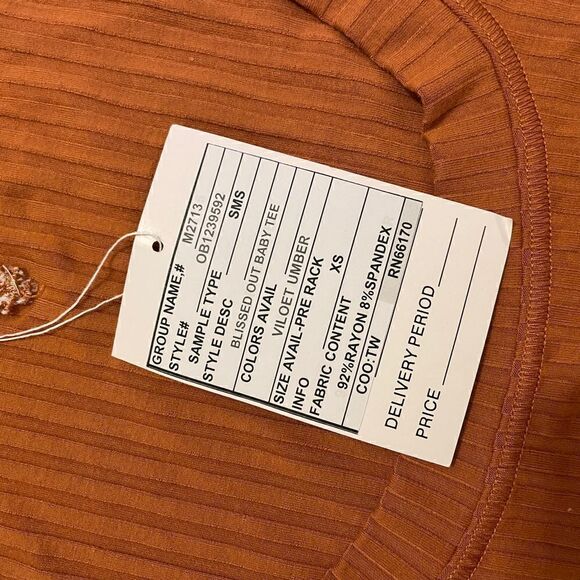 GROUP NAME,# M2713
STYLE# OB1239592
SAMPLE TYPE SMS
STYLE DESC
BLISSED OUT BABY TEE
COLORS AVAIL
VILOET UMBER
SIZE AVAIL-PRE RACK
INFO XS
FABRIC CONTENT
92%RAYON 8%SPANDEX
COO:TW RN66170
DELIVERY PERIOD
PRICE